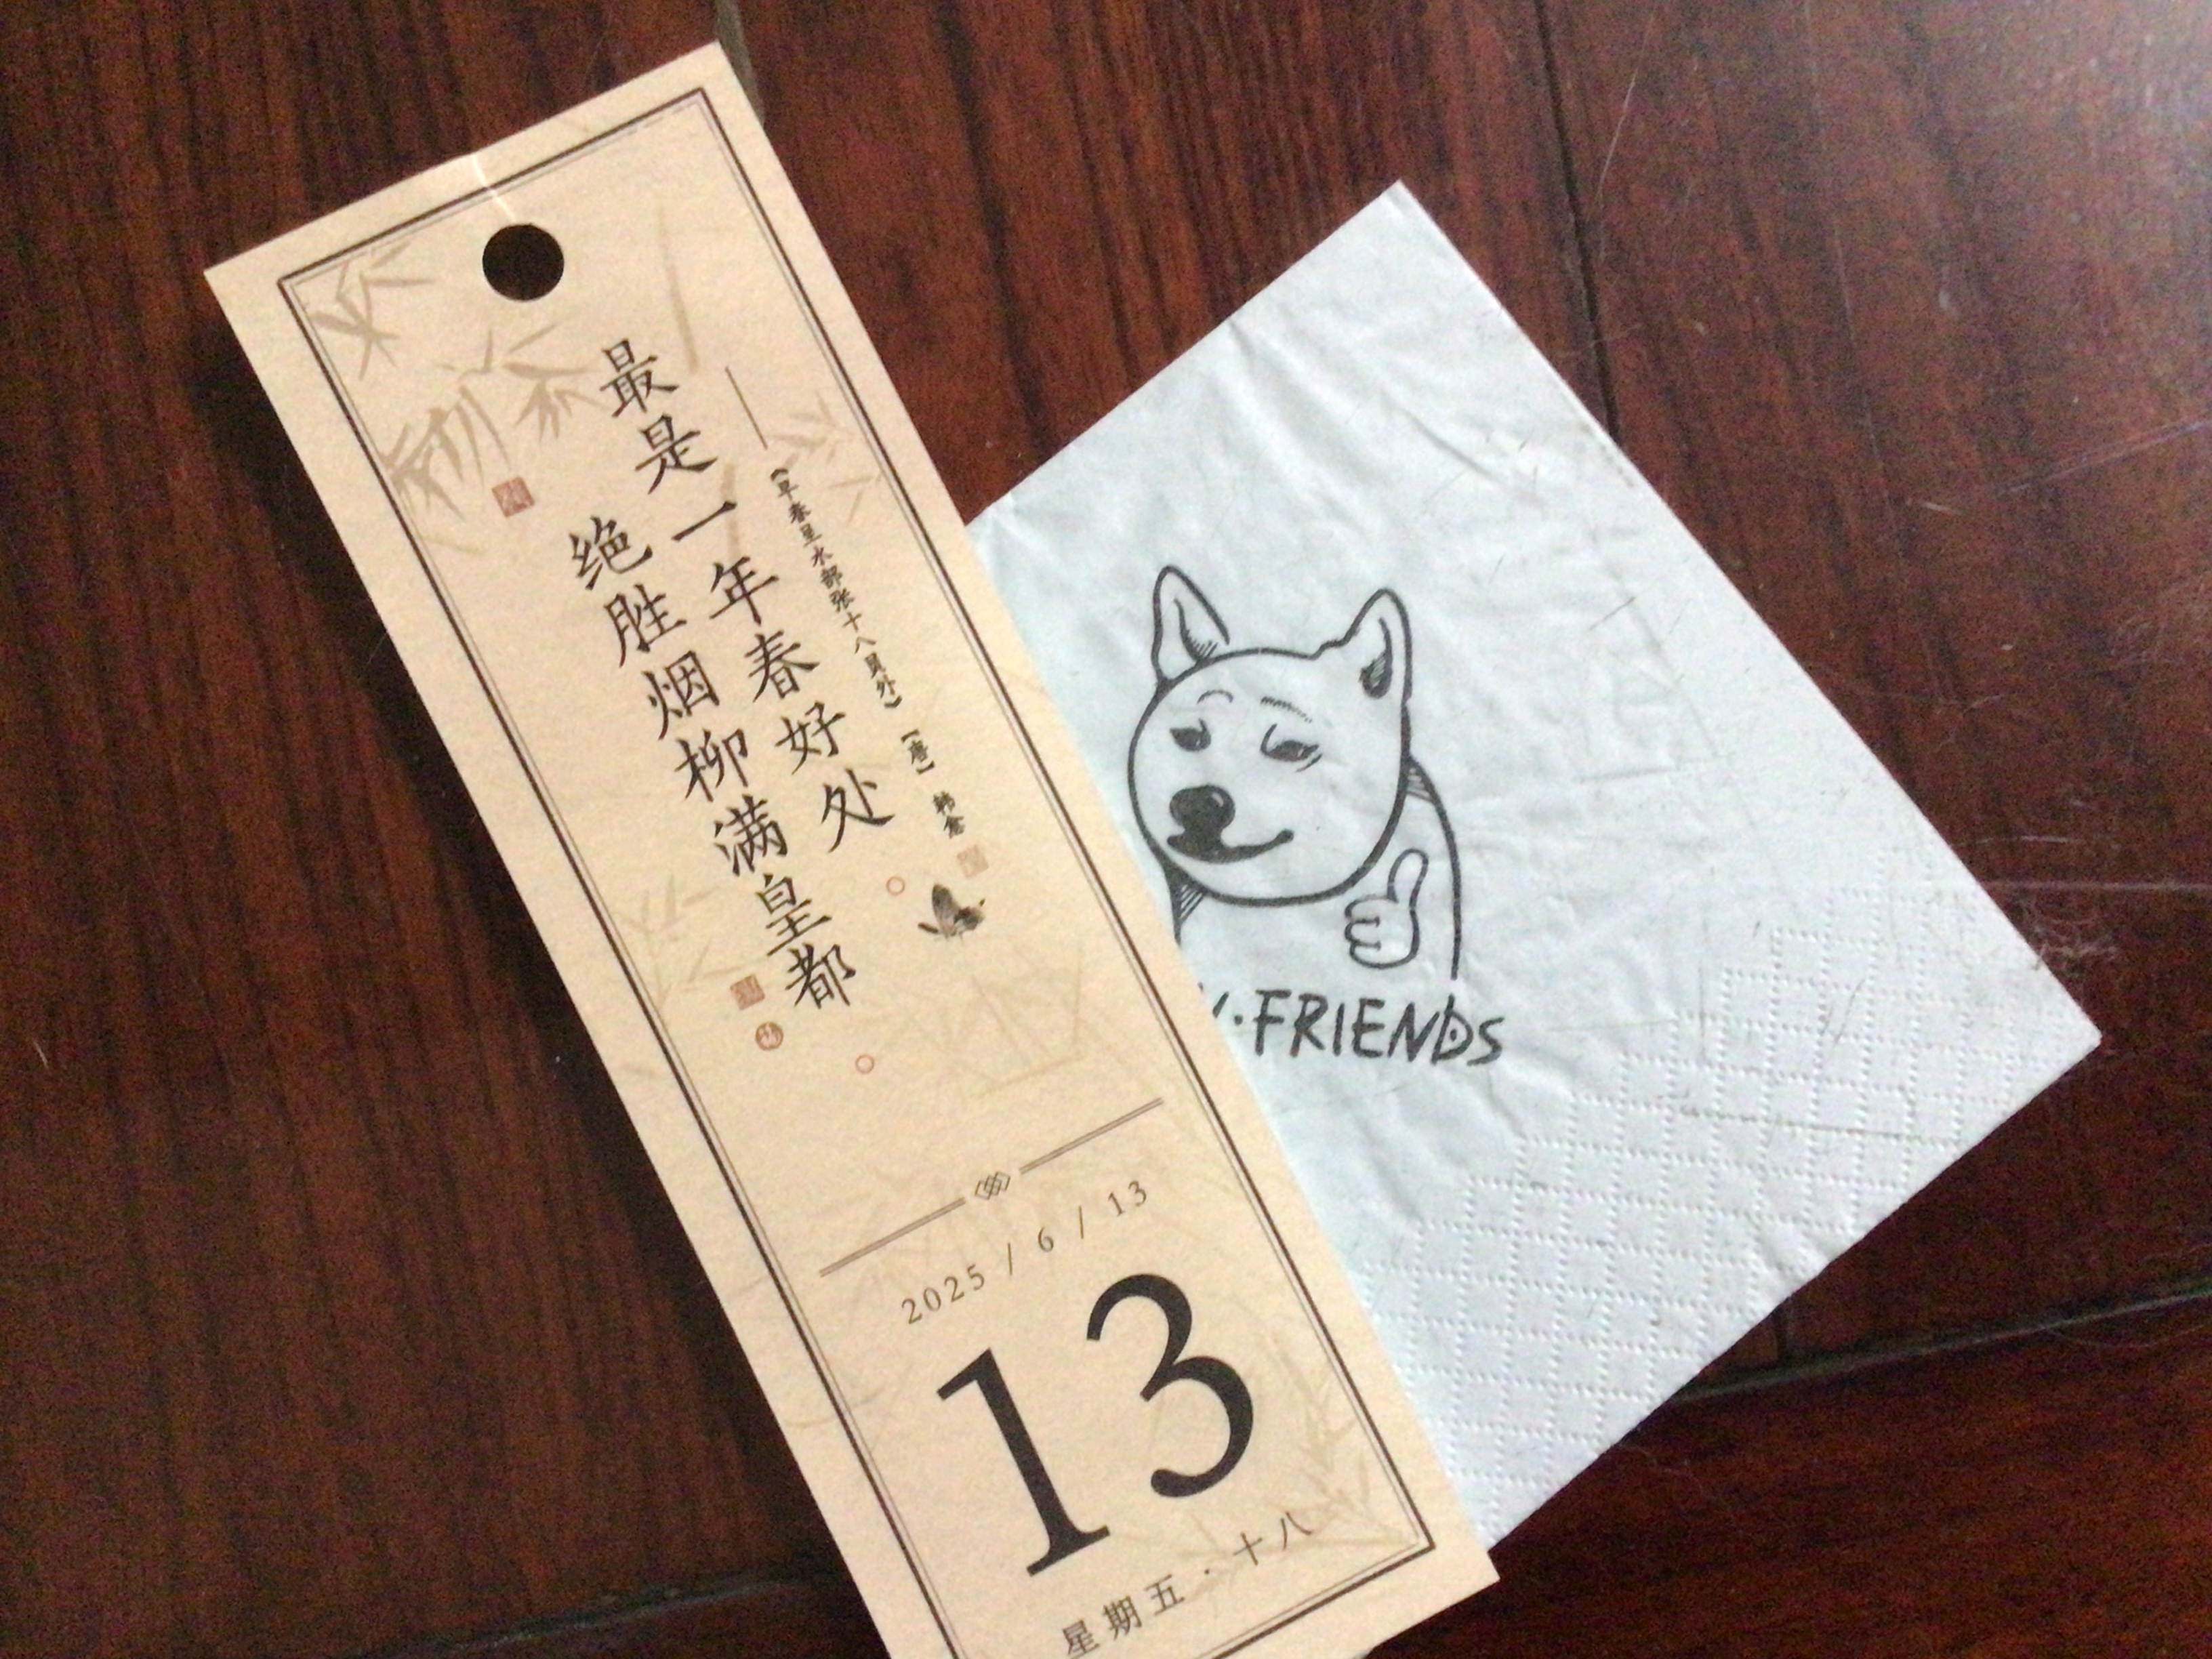 《早春呈水部张十八员外》【唐】 韩愈
最是一年春好处
绝胜烟柳满皇都
2025 / 6 / 13
13
星期五·十八
Y·FRIENDS